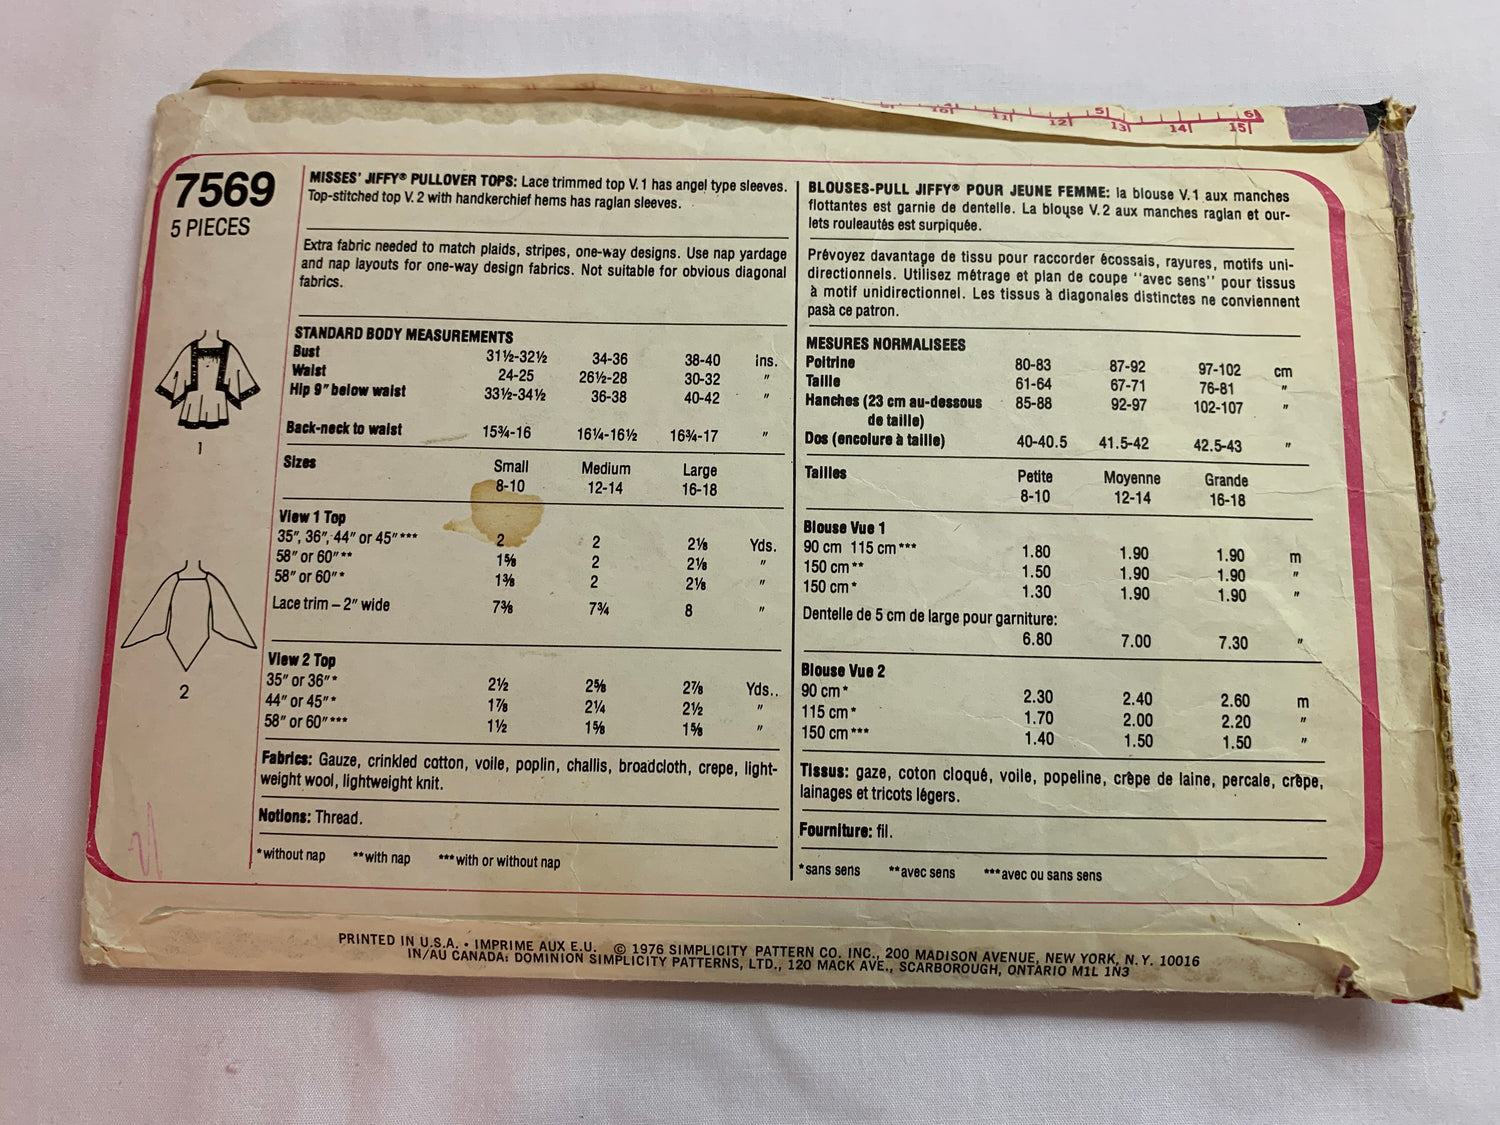 7569
5 PIECES
1
2
MISSES' JIFFY® PULLOVER TOPS: Lace trimmed top V.1 has angel type sleeves.
Top-stitched top V.2 with handkerchief hems has raglan sleeves.
Extra fabric needed to match plaids, stripes, one-way designs. Use nap yardage
and nap layouts for one-way design fabrics. Not suitable for obvious diagonal
fabrics.
STANDARD BODY MEASUREMENTS
Bust 31½-32½ 34-36 38-40 ins.
Waist 24-25 26½-28 30-32 "
Hip 9" below waist 33½-34½ 36-38 40-42 "
Back-neck to waist 15¾-16 16¼-16½ 16¾-17 "
Sizes Small Medium Large
8-10 12-14 16-18
View 1 Top
35", 36", 44" or 45"*** 2 2 2⅛ Yds.
58" or 60"** 1⅝ 2 2⅛ "
58" or 60"* 1⅜ 2 2⅛ "
Lace trim – 2" wide 7⅜ 7¾ 8 "
View 2 Top
35" or 36"* 2½ 2⅝ 2⅞ Yds..
44" or 45"* 1⅞ 2¼ 2½ "
58" or 60"*** 1½ 1⅝ 1⅝ "
Fabrics: Gauze, crinkled cotton, voile, poplin, challis, broadcloth, crepe, light-
weight wool, lightweight knit.
Notions: Thread.
*without nap **with nap ***with or without nap
BLOUSES-PULL JIFFY® POUR JEUNE FEMME: la blouse V.1 aux manches
flottantes est garnie de dentelle. La blouse V.2 aux manches raglan et our-
lets rouleautés est surpiquée.
Prévoyez davantage de tissu pour raccorder écossais, rayures, motifs uni-
directionnels. Utilisez métrage et plan de coupe "avec sens" pour tissus
à motif unidirectionnel. Les tissus à diagonales distinctes ne conviennent
pasà ce patron.
MESURES NORMALISEES
Poitrine 80-83 87-92 97-102 cm
Taille 61-64 67-71 76-81 "
Hanches (23 cm au-dessous 85-88 92-97 102-107 "
de taille)
Dos (encolure à taille) 40-40.5 41.5-42 42.5-43 "
Tailles Petite Moyenne Grande
8-10 12-14 16-18
Blouse Vue 1
90 cm 115 cm*** 1.80 1.90 1.90 m
150 cm** 1.50 1.90 1.90 "
150 cm* 1.30 1.90 1.90 "
Dentelle de 5 cm de large pour garniture:
6.80 7.00 7.30 "
Blouse Vue 2
90 cm* 2.30 2.40 2.60 m
115 cm* 1.70 2.00 2.20 "
150 cm*** 1.40 1.50 1.50 "
Tissus: gaze, coton cloqué, voile, popeline, crêpe de laine, percale, crêpe,
lainages et tricots légers.
Fourniture: fil.
*sans sens **avec sens ***avec ou sans sens
PRINTED IN U.S.A. • IMPRIME AUX E.U. © 1976 SIMPLICITY PATTERN CO. INC., 200 MADISON AVENUE, NEW YORK, N.Y. 10016
IN/AU CANADA: DOMINION SIMPLICITY PATTERNS, LTD., 120 MACK AVE., SCARBOROUGH, ONTARIO M1L 1N3
5 6
10 11 12 13 14 15